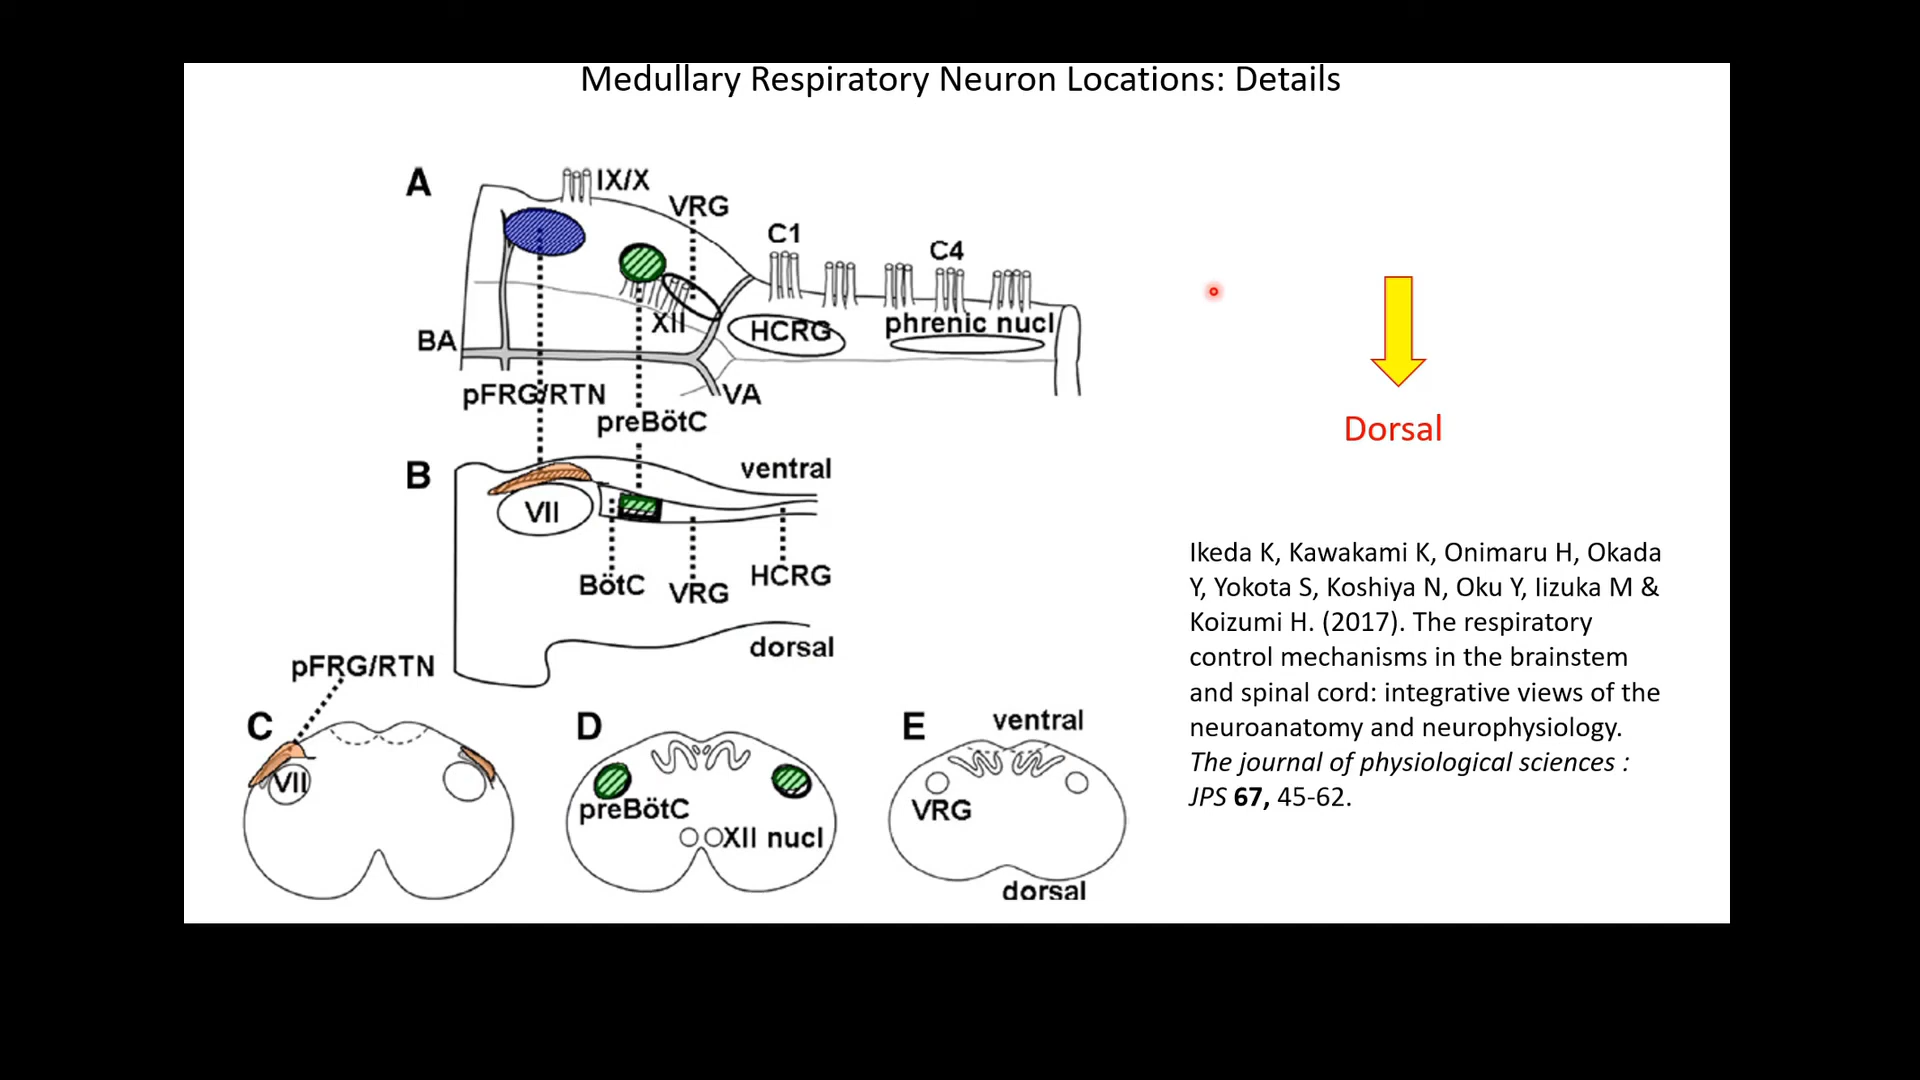 Medullary Respiratory Neuron Locations: Details
A
IX/X
VRG
C1
C4
XII
HCRG
phrenic nucl
BA
pFRG/RTN
VA
preBötC
B
ventral
VII
BötC
VRG
HCRG
dorsal
pFRG/RTN
C
VII
D
preBötC
XII nucl
E
ventral
VRG
dorsal
Dorsal
Ikeda K, Kawakami K, Onimaru H, Okada
Y, Yokota S, Koshiya N, Oku Y, Iizuka M &
Koizumi H. (2017). The respiratory
control mechanisms in the brainstem
and spinal cord: integrative views of the
neuroanatomy and neurophysiology.
The journal of physiological sciences :
JPS 67, 45-62.